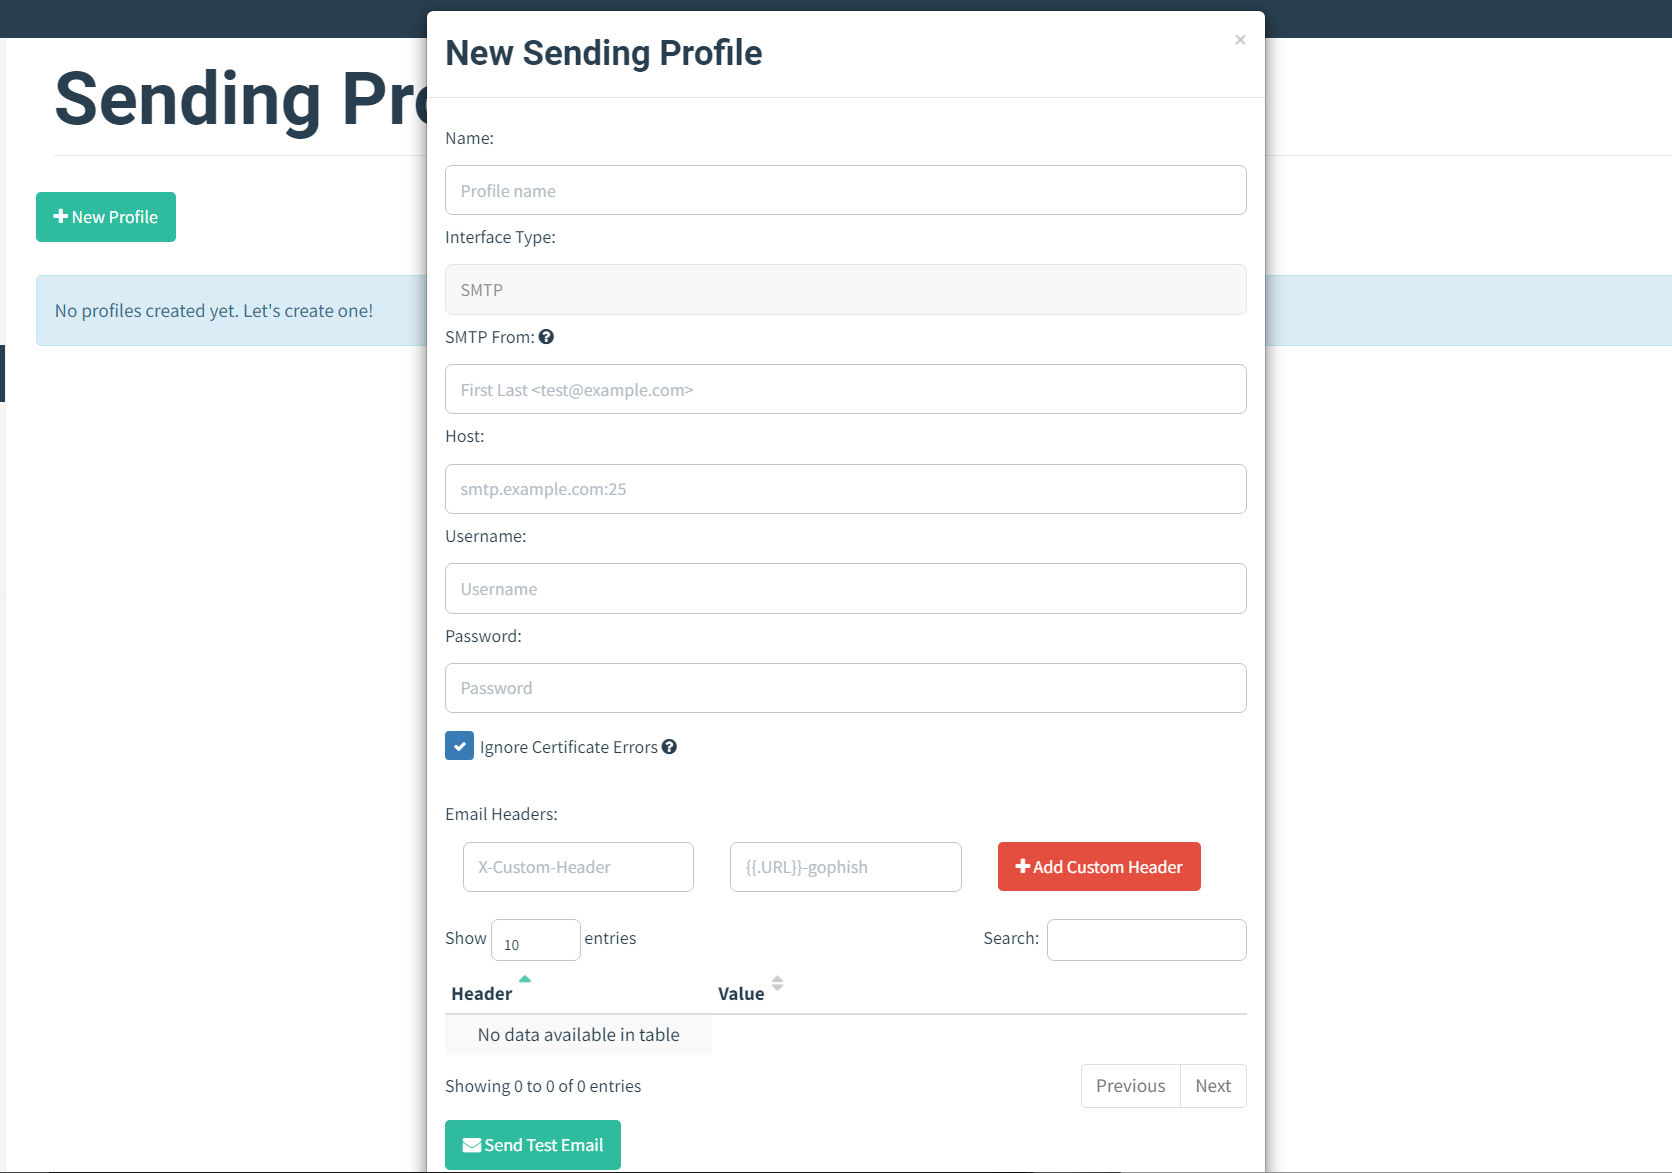 New Sending Profile
×
Sending Pro
Name:
Profile name
New Profile
Interface Type:
SMTP
No profiles created yet. Let's create one!
SMTP From:
First Last <test@example.com>
Host:
smtp.example.com:25
Username:
Username
Password:
Password
Ignore Certificate Errors
Email Headers:
X-Custom-Header
{{.URL}}-gophish
Add Custom Header
Show 10 entries
Search:
Header
Value
No data available in table
Showing 0 to 0 of 0 entries
Previous
Next
Send Test Email